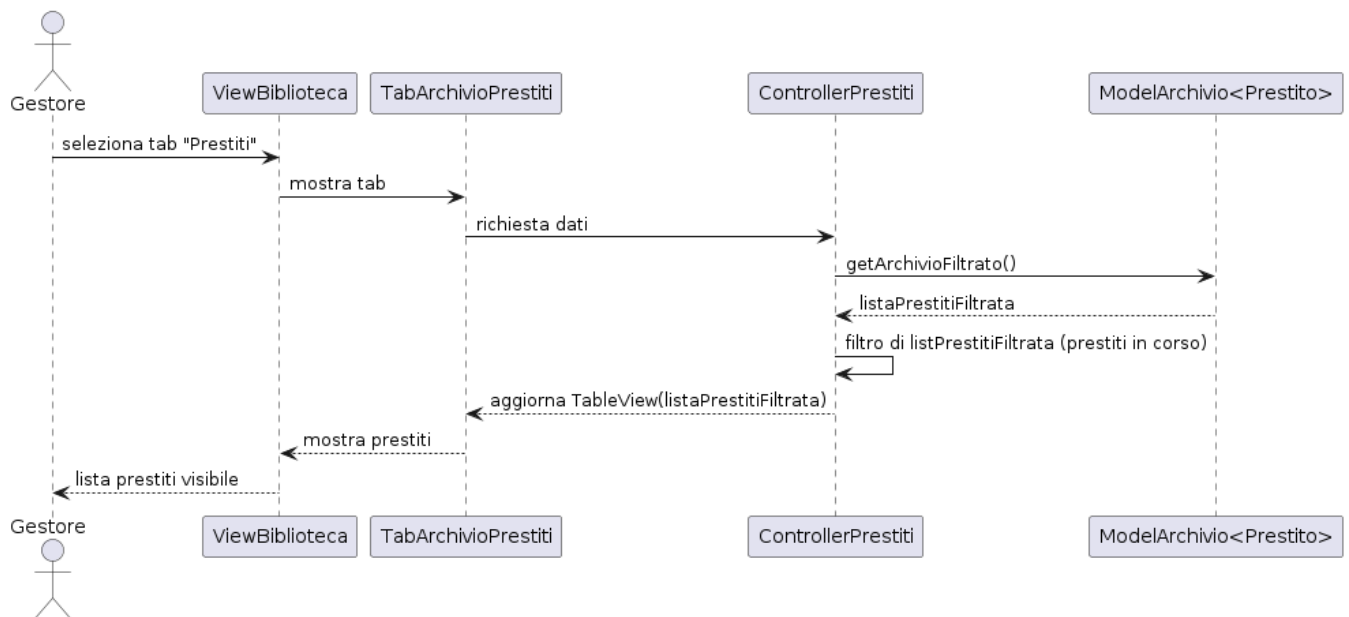 Gestore
ViewBiblioteca
TabArchivioPrestiti
ControllerPrestiti
ModelArchivio<Prestito>
seleziona tab "Prestiti"
mostra tab
richiesta dati
getArchivioFiltrato()
listaPrestitiFiltrata
filtro di listPrestitiFiltrata (prestiti in corso)
aggiorna TableView(listaPrestitiFiltrata)
mostra prestiti
lista prestiti visibile
Gestore
ViewBiblioteca
TabArchivioPrestiti
ControllerPrestiti
ModelArchivio<Prestito>